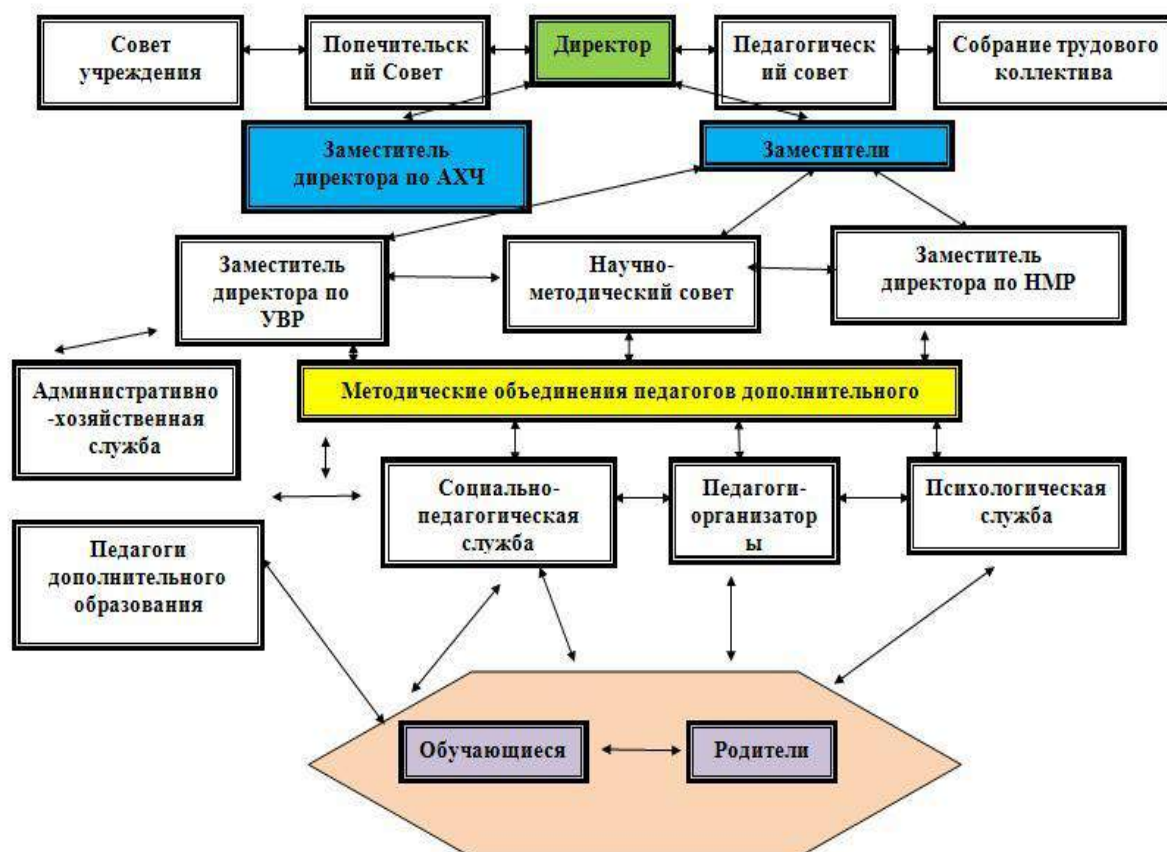 Совет
учреждения
Попечительск
ий Совет
Директор
Педагогическ
ий совет
Собрание трудового
коллектива
Заместитель
директора по АХЧ
Заместители
Заместитель
директора по
УВР
Научно-
методический совет
Заместитель
директора по НМР
Административно
-хозяйственная
служба
Методические объединения педагогов дополнительного
Социально-
педагогическая
служба
Педагоги-
организатор
ы
Психологическая
служба
Педагоги
дополнительного
образования
Обучающиеся
Родители